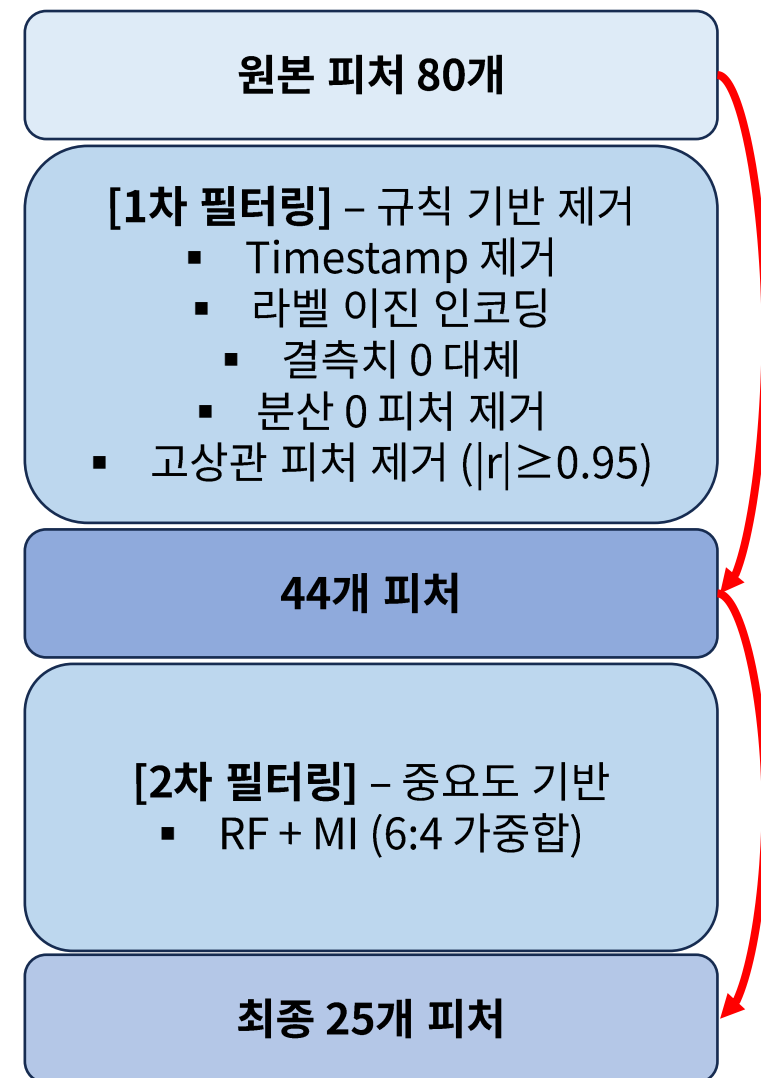 원본 피처 80개
[1차 필터링] – 규칙 기반 제거
▪ Timestamp 제거
▪ 라벨 이진 인코딩
▪ 결측치 0 대체
▪ 분산 0 피처 제거
▪ 고상관 피처 제거 (|r|≥0.95)
44개 피처
[2차 필터링] – 중요도 기반
▪ RF + MI (6:4 가중합)
최종 25개 피처